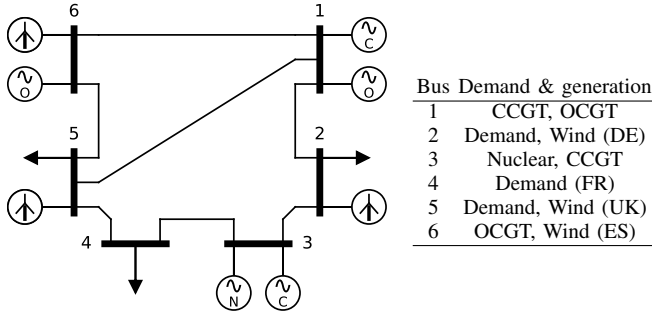 6
1
C
O
O
Bus Demand & generation
1 CCGT, OCGT
2 Demand, Wind (DE)
3 Nuclear, CCGT
4 Demand (FR)
5 Demand, Wind (UK)
6 OCGT, Wind (ES)
5
2
4
3
N
C